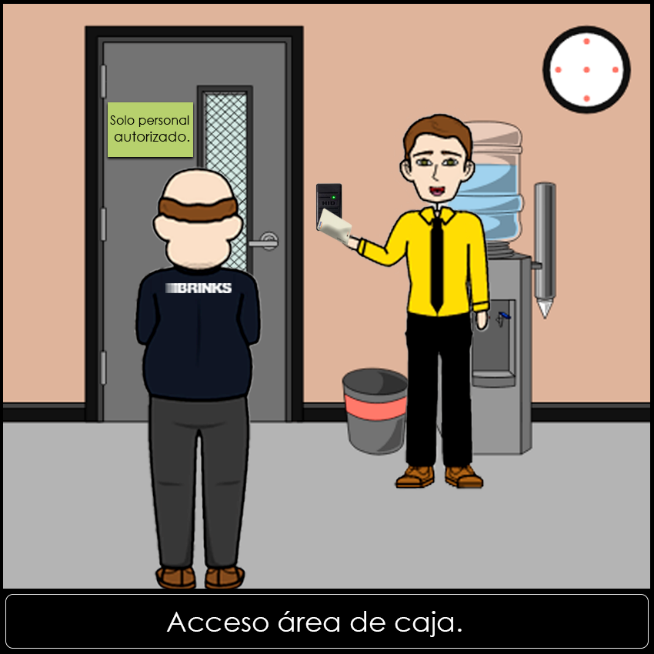 Solo personal
autorizado.
BRINKS
Acceso área de caja.